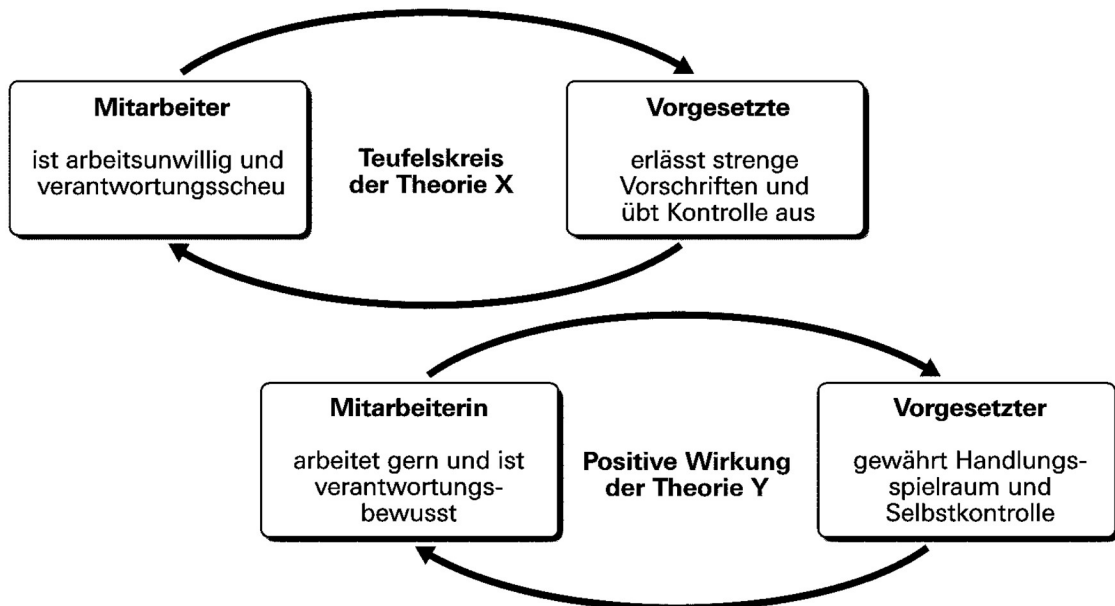 Mitarbeiter
ist arbeitsunwillig und
verantwortungsscheu
Teufelskreis
der Theorie X
Vorgesetzte
erlässt strenge
Vorschriften und
übt Kontrolle aus
Mitarbeiterin
arbeitet gern und ist
verantwortungs-
bewusst
Positive Wirkung
der Theorie Y
Vorgesetzter
gewährt Handlungs-
spielraum und
Selbstkontrolle